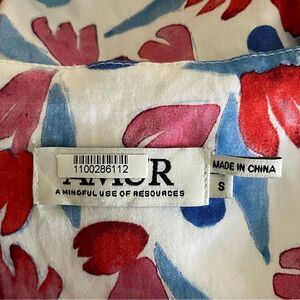 1100286112
AMUR
A MINDFUL USE OF RESOURCES
MADE IN CHINA
S